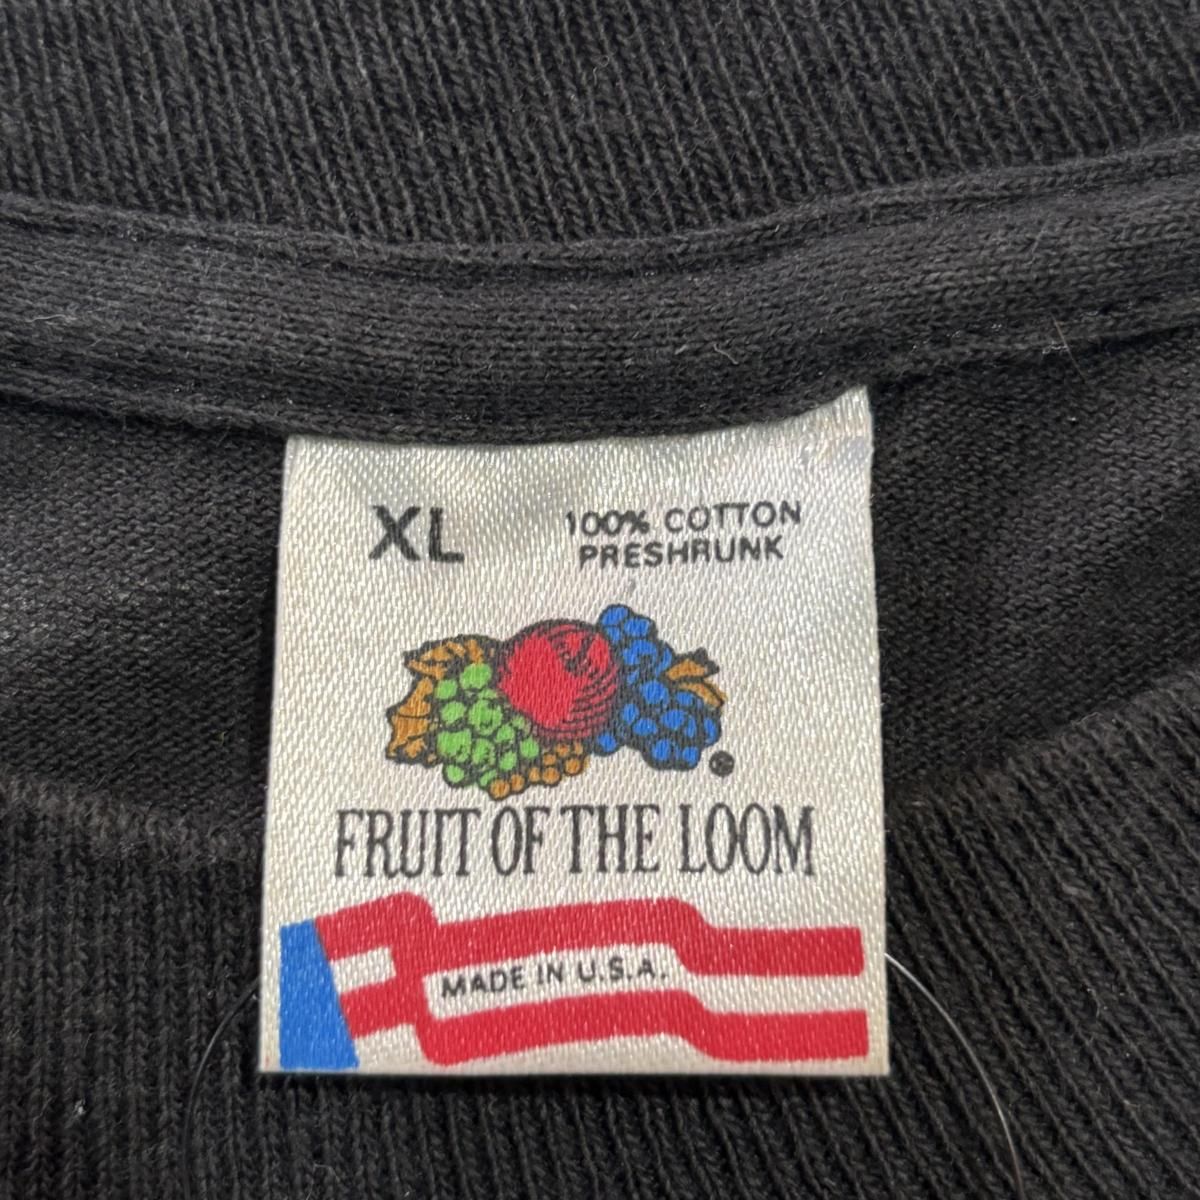 XL
100% COTTON
PRESHRUNK
FRUIT OF THE LOOM
MADE IN U.S.A.